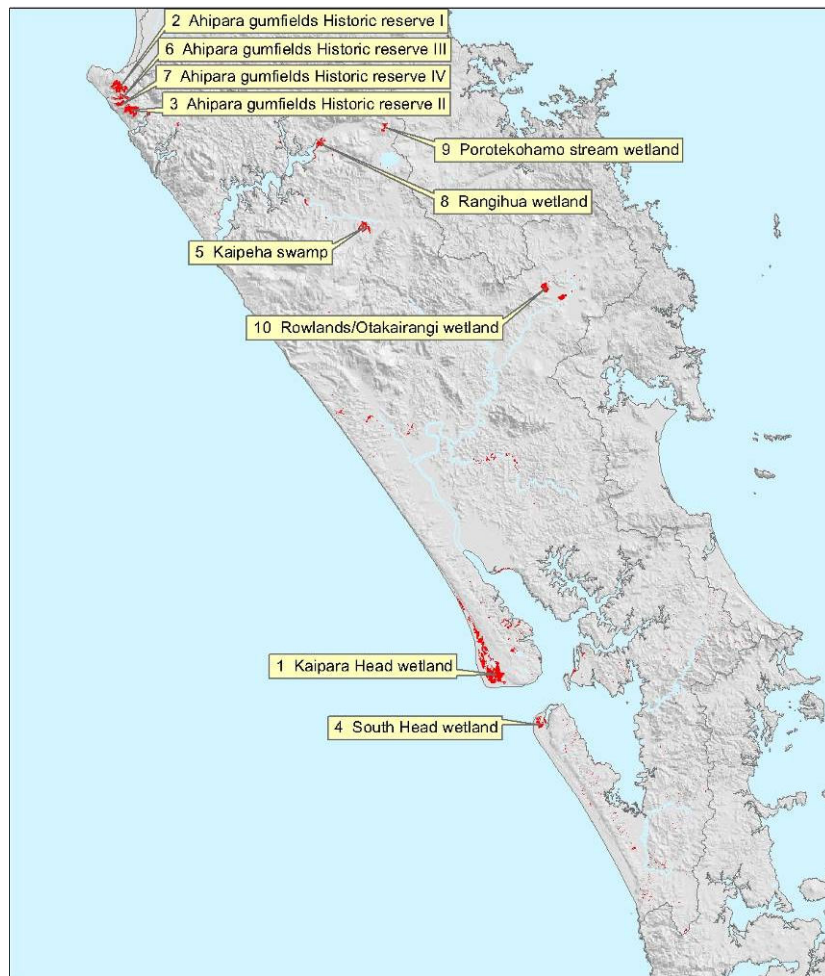 2 Ahipara gumfields Historic reserve I
6 Ahipara gumfields Historic reserve III
7 Ahipara gumfields Historic reserve IV
3 Ahipara gumfields Historic reserve II
9 Porotekohamo stream wetland
8 Rangihua wetland
5 Kaipeha swamp
10 Rowlands/Otakairangi wetland
1 Kaipara Head wetland
4 South Head wetland